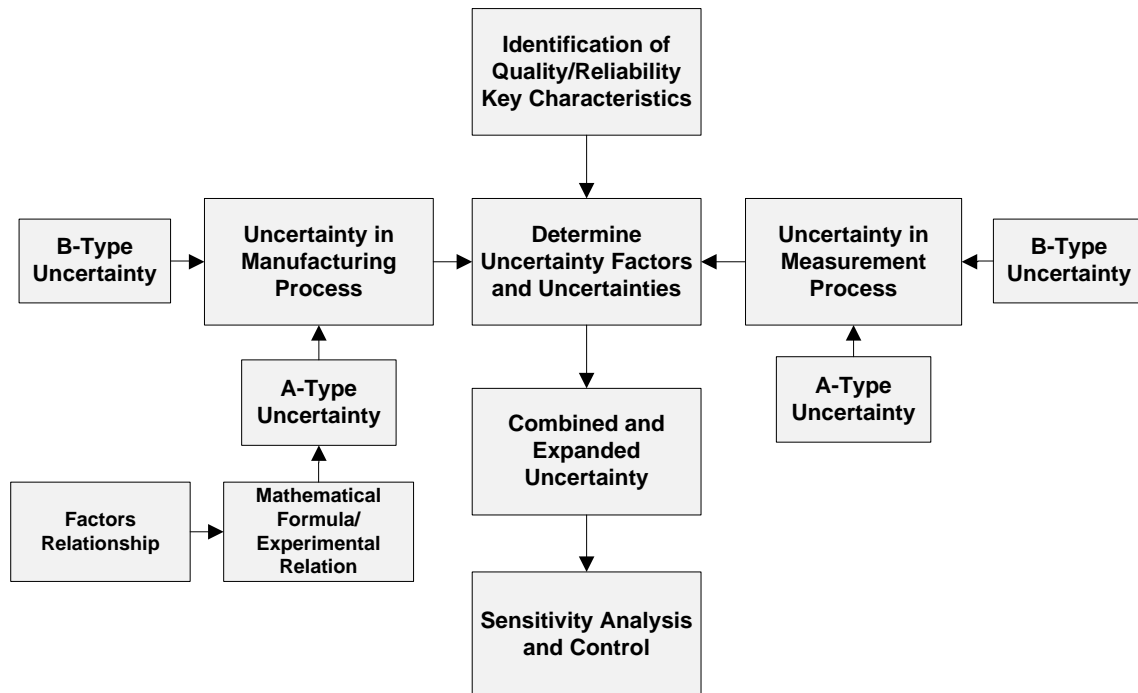 Identification of
Quality/Reliability
Key Characteristics
B-Type
Uncertainty
Uncertainty in
Manufacturing
Process
Determine
Uncertainty Factors
and Uncertainties
Uncertainty in
Measurement
Process
B-Type
Uncertainty
A-Type
Uncertainty
Combined and
Expanded
Uncertainty
A-Type
Uncertainty
Factors
Relationship
Mathematical
Formula/
Experimental
Relation
Sensitivity Analysis
and Control